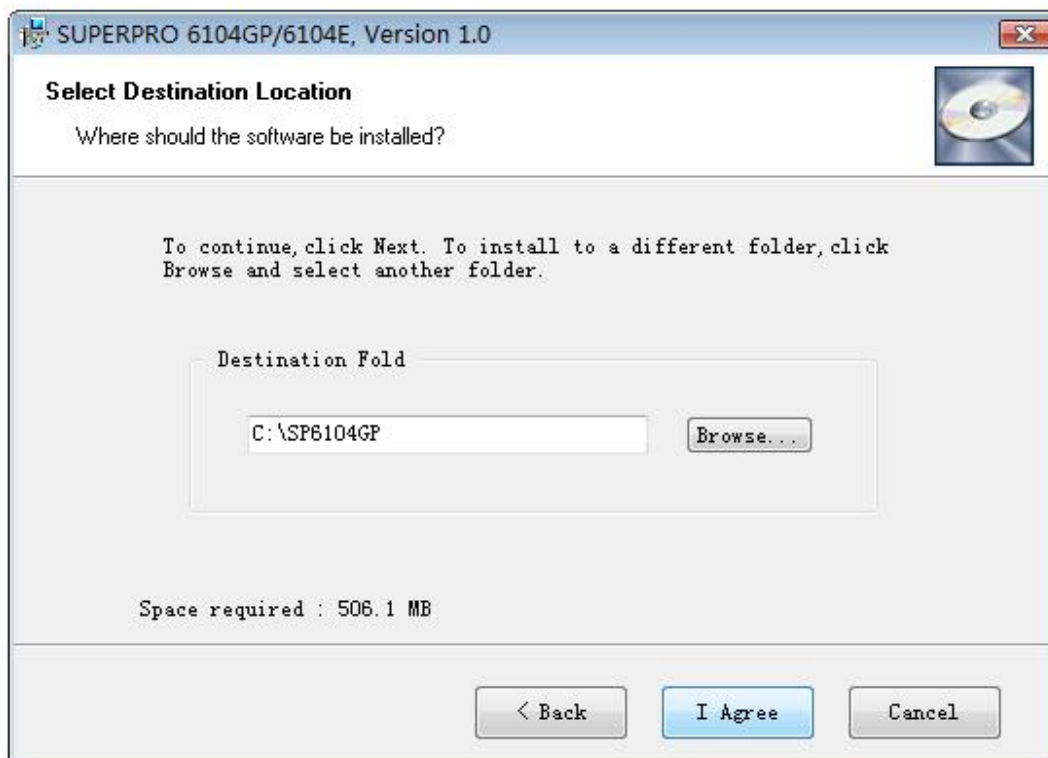 SUPERPRO 6104GP/6104E, Version 1.0
Select Destination Location
Where should the software be installed?
To continue, click Next. To install to a different folder, click
Browse and select another folder.
Destination Fold
C:\SP6104GP
Browse...
Space required : 506.1 MB
< Back
I Agree
Cancel